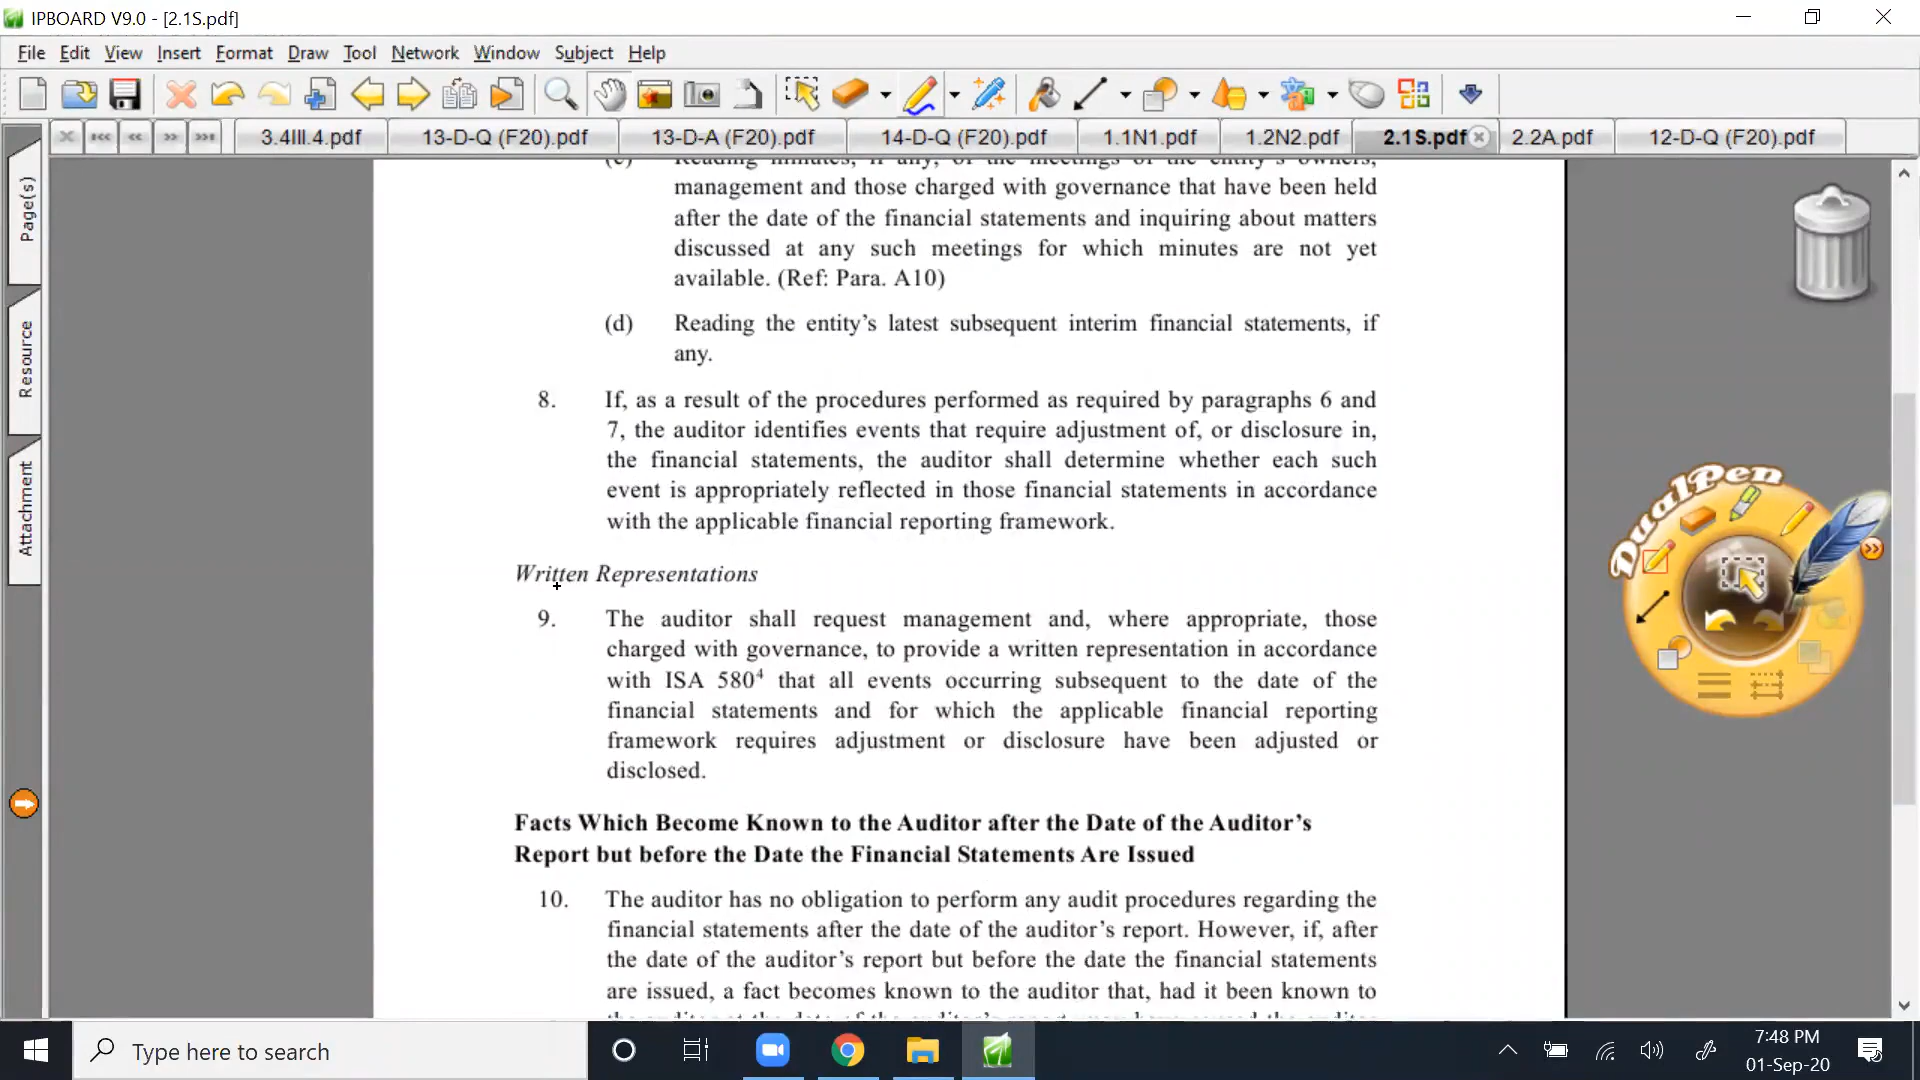 IPBOARD V9.0 - [2.1S.pdf]
File Edit View Insert Format Draw Tool Network Window Subject Help
3.4III.4.pdf 13-D-Q (F20).pdf 13-D-A (F20).pdf 14-D-Q (F20).pdf 1.1N1.pdf 1.2N2.pdf 2.1S.pdf 2.2A.pdf 12-D-Q (F20).pdf
Page(s)
Resource
Attachment
(c) Reading minutes, if any, of the meetings of the entity's owners,
management and those charged with governance that have been held
after the date of the financial statements and inquiring about matters
discussed at any such meetings for which minutes are not yet
available. (Ref: Para. A10)
(d) Reading the entity's latest subsequent interim financial statements, if
any.
8. If, as a result of the procedures performed as required by paragraphs 6 and
7, the auditor identifies events that require adjustment of, or disclosure in,
the financial statements, the auditor shall determine whether each such
event is appropriately reflected in those financial statements in accordance
with the applicable financial reporting framework.
Written Representations
9. The auditor shall request management and, where appropriate, those
charged with governance, to provide a written representation in accordance
with ISA 580⁴ that all events occurring subsequent to the date of the
financial statements and for which the applicable financial reporting
framework requires adjustment or disclosure have been adjusted or
disclosed.
Facts Which Become Known to the Auditor after the Date of the Auditor's
Report but before the Date the Financial Statements Are Issued
10. The auditor has no obligation to perform any audit procedures regarding the
financial statements after the date of the auditor's report. However, if, after
the date of the auditor's report but before the date the financial statements
are issued, a fact becomes known to the auditor that, had it been known to
DualPen
Type here to search
7:48 PM
01-Sep-20